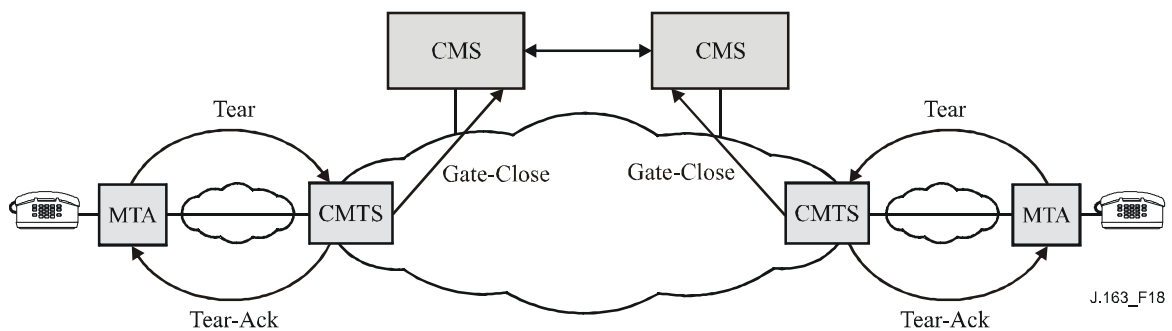 CMS
CMS
Tear
Tear
Gate-Close
Gate-Close
MTA
CMTS
CMTS
MTA
Tear-Ack
Tear-Ack
J.163_F18